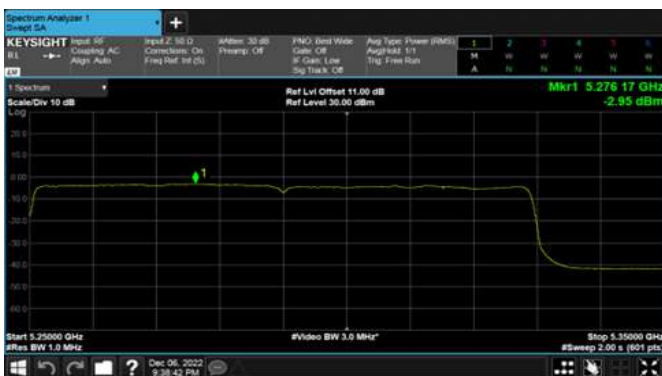 Spectrum Analyzer 1
Swept SA
+
KEYSIGHT Input: RF Input Z: 50 Ω #Atten: 30 dB PNO: Best Wide Avg Type: Power (RMS) 1 2 3 4 5 6
RL Coupling: AC Corrections: On Preamp: Off Gate: Off Avg|Hold: 1/1 M W W W W W
Align: Auto Freq Ref: Int (S) IF Gain: Low Trig: Free Run A N N N N N
Sig Track: Off
1 Spectrum Ref Lvl Offset 11.00 dB Mkr1 5.276 17 GHz
Scale/Div 10 dB Ref Level 30.00 dBm -2.95 dBm
Log
20.0
0.00
1
-10.0
-20.0
-30.0
-40.0
-60.0
Start 5.25000 GHz #Video BW 3.0 MHz* Stop 5.35000 GHz
#Res BW 1.0 MHz #Sweep 2.00 s (601 pts)
? Dec 06, 2022
9:38:42 PM